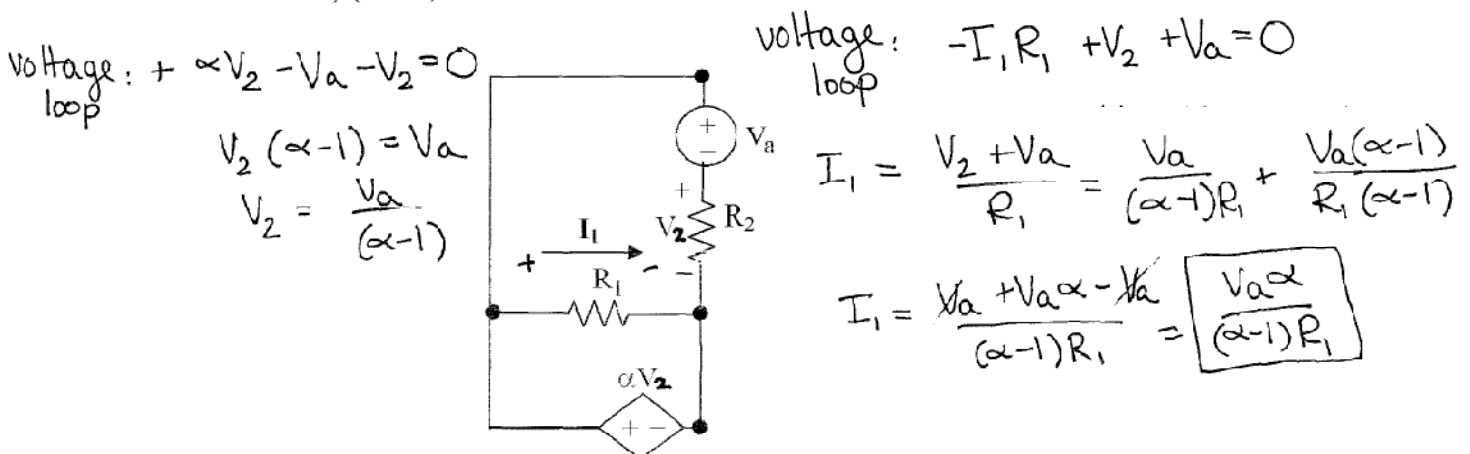 voltage loop: + αV₂ - Va - V₂ = 0
V₂ (α-1) = Va
V₂ = Va / (α-1)
+ -
Va
+
V₂ R₂
-
I₁
+ -
R₁
αV₂
+ -
voltage loop: -I₁R₁ + V₂ + Va = 0
I₁ = (V₂ + Va) / R₁ = Va / ((α-1)R₁) + Va(α-1) / (R₁(α-1))
I₁ = (Va + Vaα - Va) / ((α-1)R₁) = Vaα / ((α-1)R₁)